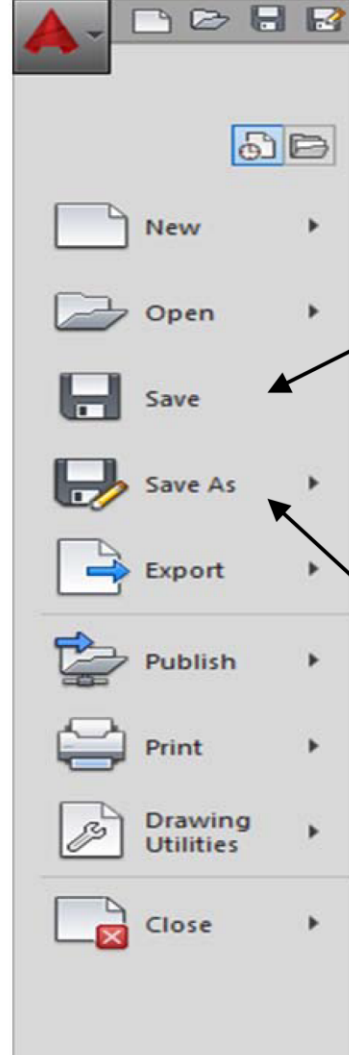 New
Open
Save
Save As
Export
Publish
Print
Drawing
Utilities
Close